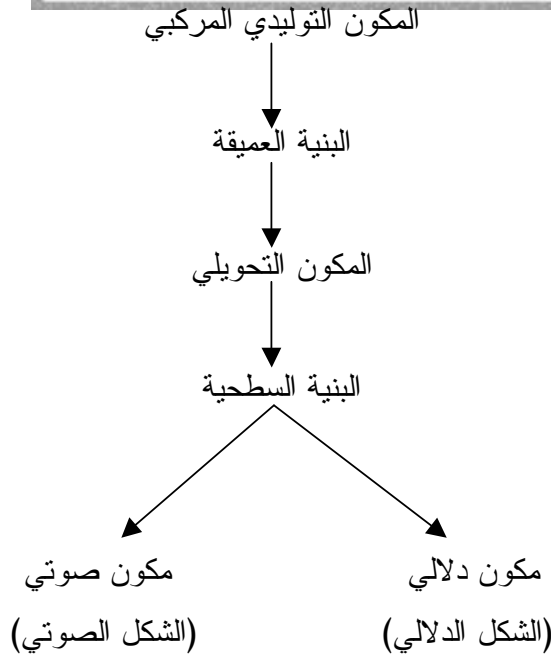 المكون التوليدي المركبي
البنية العميقة
المكون التحويلي
البنية السطحية
مكون دلالي
مكون صوتي
(الشكل الدلالي)
(الشكل الصوتي)